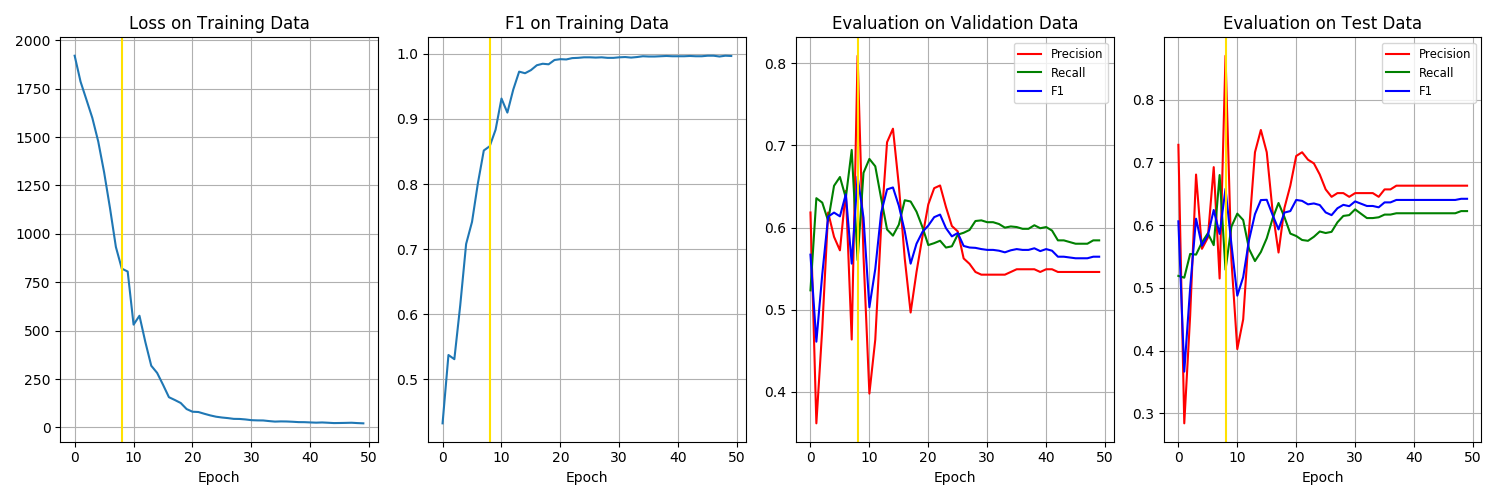 Loss on Training Data
2000
1750
1500
1250
1000
750
500
250
0
0 10 20 30 40 50
Epoch
F1 on Training Data
1.0
0.9
0.8
0.7
0.6
0.5
0 10 20 30 40 50
Epoch
Evaluation on Validation Data
Precision
Recall
F1
0.8
0.7
0.6
0.5
0.4
0 10 20 30 40 50
Epoch
Evaluation on Test Data
Precision
Recall
F1
0.8
0.7
0.6
0.5
0.4
0.3
0 10 20 30 40 50
Epoch